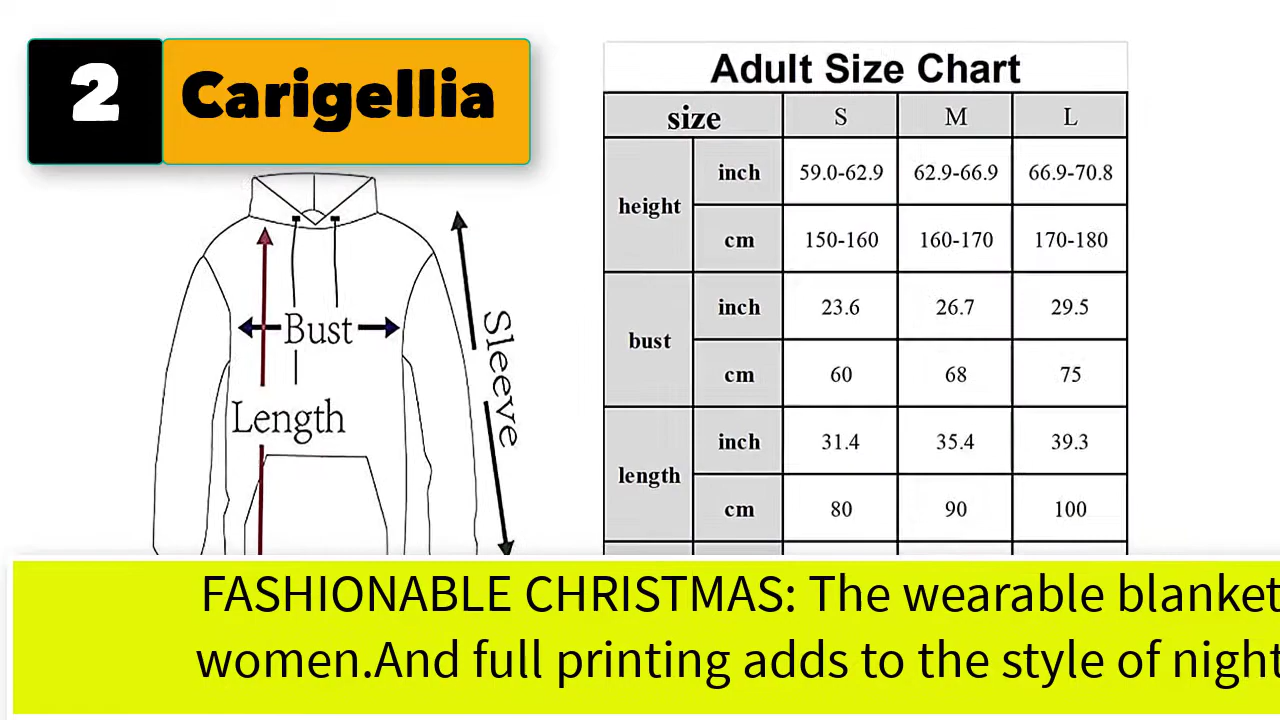 2 Carigellia
Bust
Length
Sleeve
Adult Size Chart
size S M L
height inch 59.0-62.9 62.9-66.9 66.9-70.8
cm 150-160 160-170 170-180
bust inch 23.6 26.7 29.5
cm 60 68 75
length inch 31.4 35.4 39.3
cm 80 90 100
FASHIONABLE CHRISTMAS: The wearable blanket
women.And full printing adds to the style of night